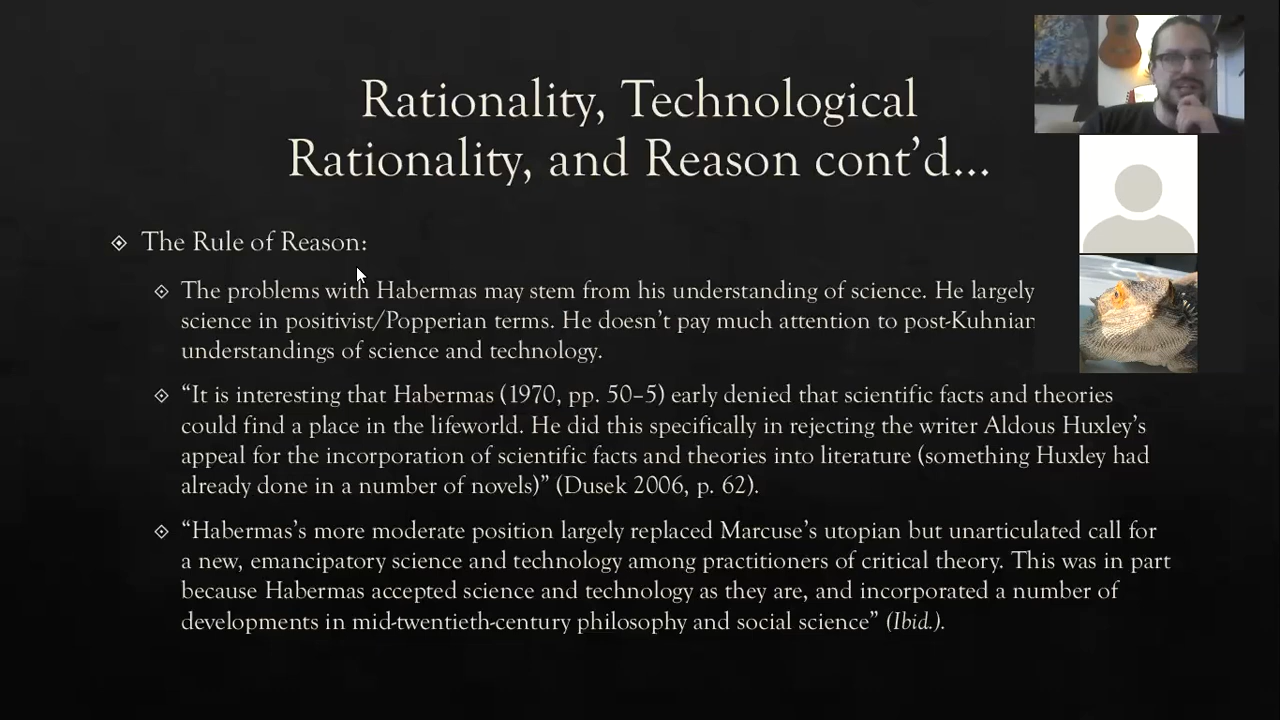 Rationality, Technological
Rationality, and Reason cont’d…
The Rule of Reason:
The problems with Habermas may stem from his understanding of science. He largely
science in positivist/Popperian terms. He doesn’t pay much attention to post-Kuhnian
understandings of science and technology.
“It is interesting that Habermas (1970, pp. 50–5) early denied that scientific facts and theories
could find a place in the lifeworld. He did this specifically in rejecting the writer Aldous Huxley’s
appeal for the incorporation of scientific facts and theories into literature (something Huxley had
already done in a number of novels)” (Dusek 2006, p. 62).
“Habermas’s more moderate position largely replaced Marcuse’s utopian but unarticulated call for
a new, emancipatory science and technology among practitioners of critical theory. This was in part
because Habermas accepted science and technology as they are, and incorporated a number of
developments in mid-twentieth-century philosophy and social science” (Ibid.).